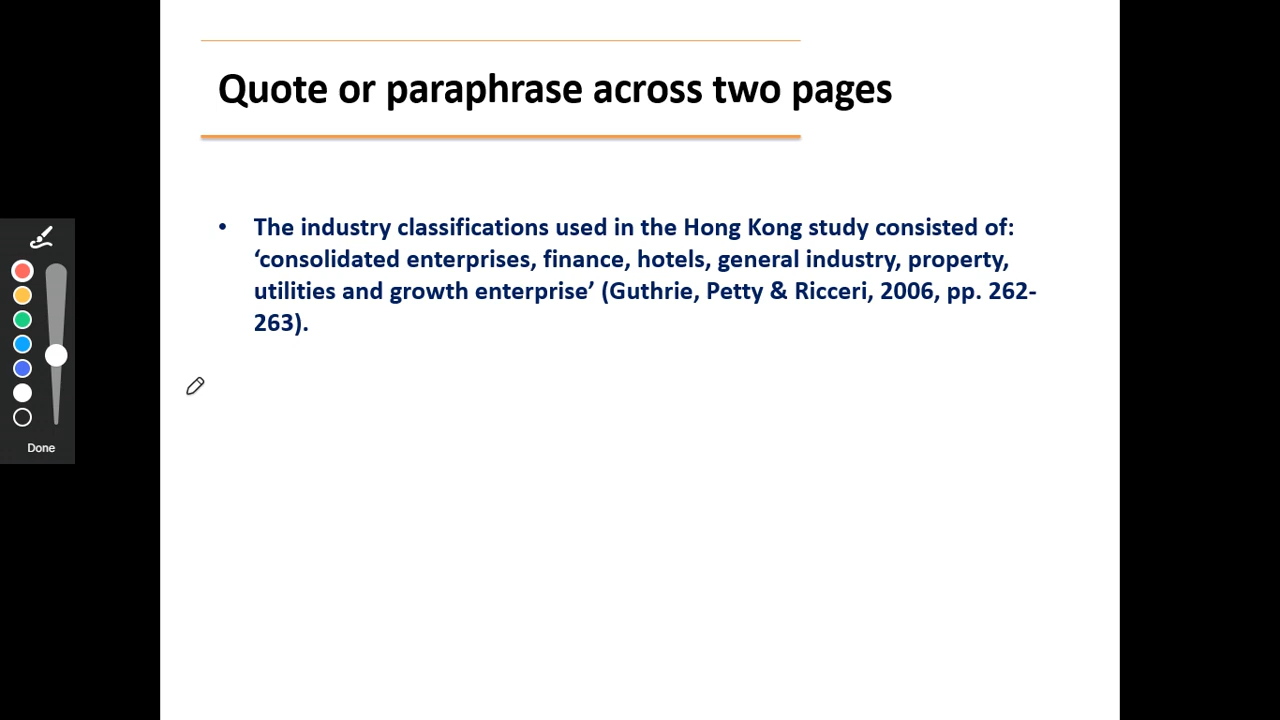 Quote or paraphrase across two pages
• The industry classifications used in the Hong Kong study consisted of:
‘consolidated enterprises, finance, hotels, general industry, property,
utilities and growth enterprise’ (Guthrie, Petty & Ricceri, 2006, pp. 262-
263).
Done